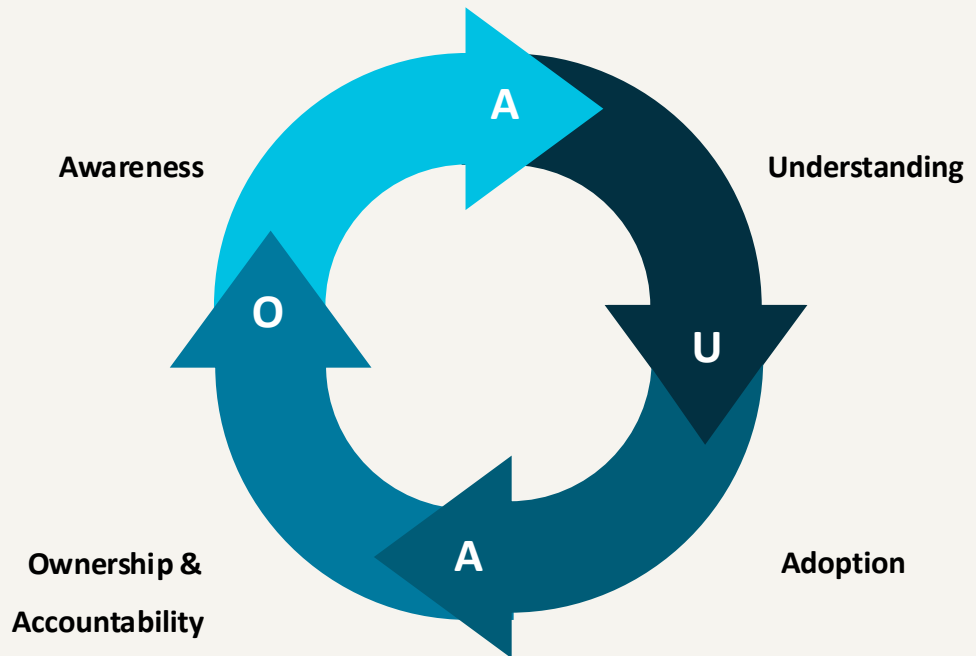 A
Awareness
Understanding
O
U
A
Ownership &
Accountability
Adoption